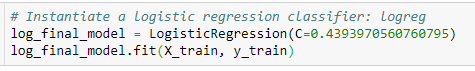 # Instantiate a logistic regression classifier: logreg
log_final_model = LogisticRegression(C=0.4393970560760795)
log_final_model.fit(X_train, y_train)